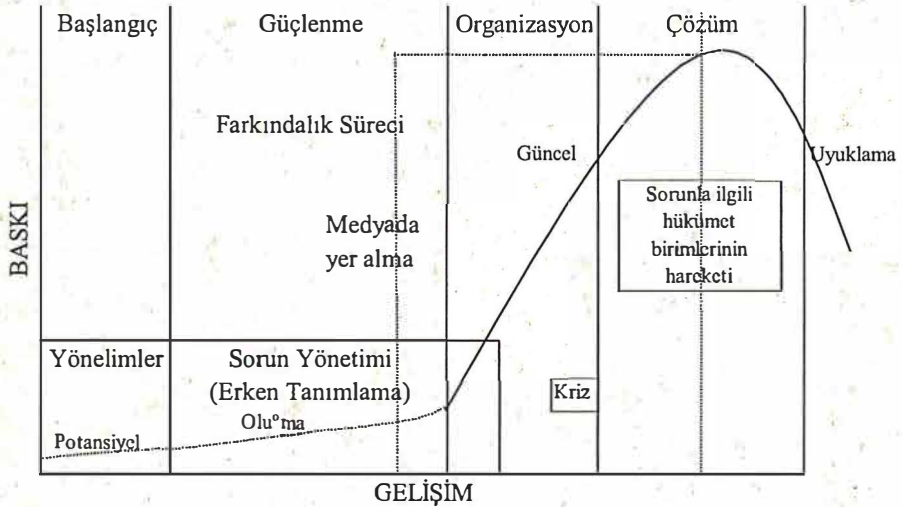 Başlangıç
Güçlenme
Organizasyon
Çözüm
Farkındalık Süreci
Güncel
Uyuklama
Medyada
yer alma
Sorunla ilgili
hükümet
birimlerinin
hareketi
BASKI
Yönelimler
Sorun Yönetimi
(Erken Tanımlama)
Kriz
Oluºma
Potansiyel
GELİŞİM